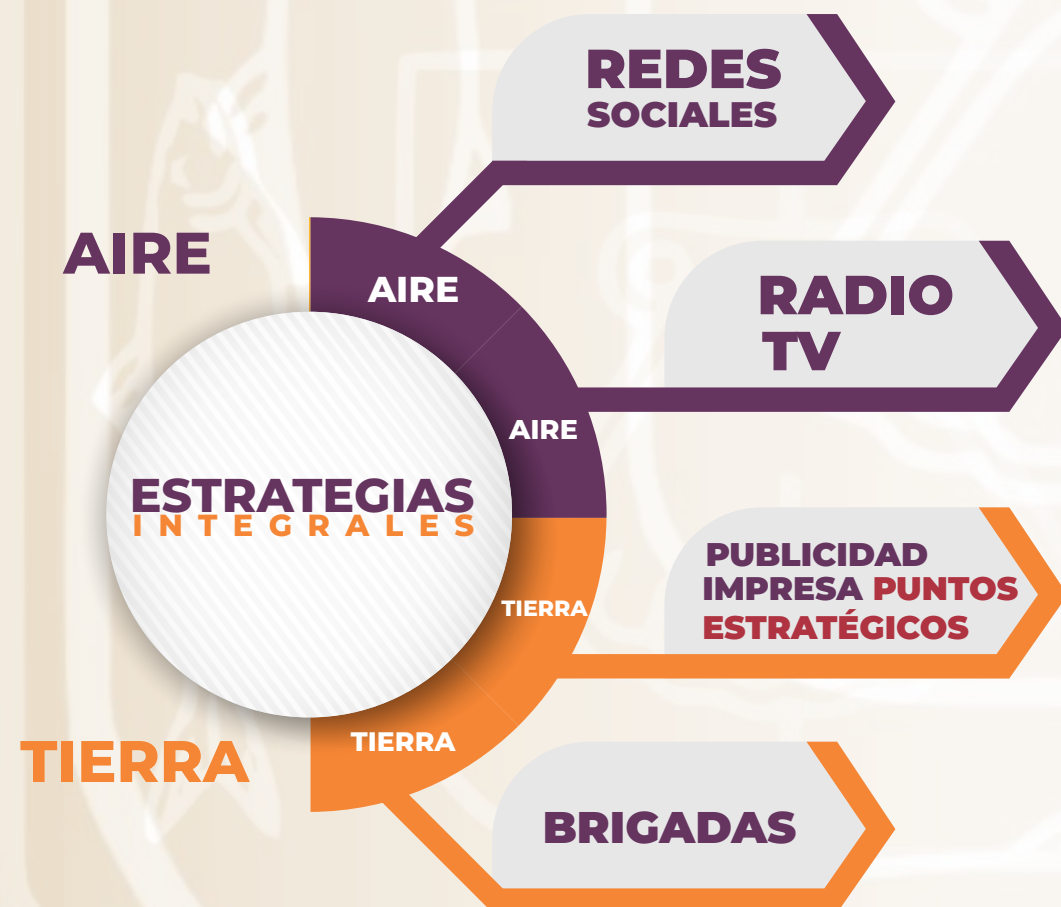 REDES
SOCIALES
AIRE
AIRE
RADIO
TV
AIRE
ESTRATEGIAS
INTEGRALES
PUBLICIDAD
IMPRESA PUNTOS
ESTRATÉGICOS
TIERRA
TIERRA
TIERRA
BRIGADAS